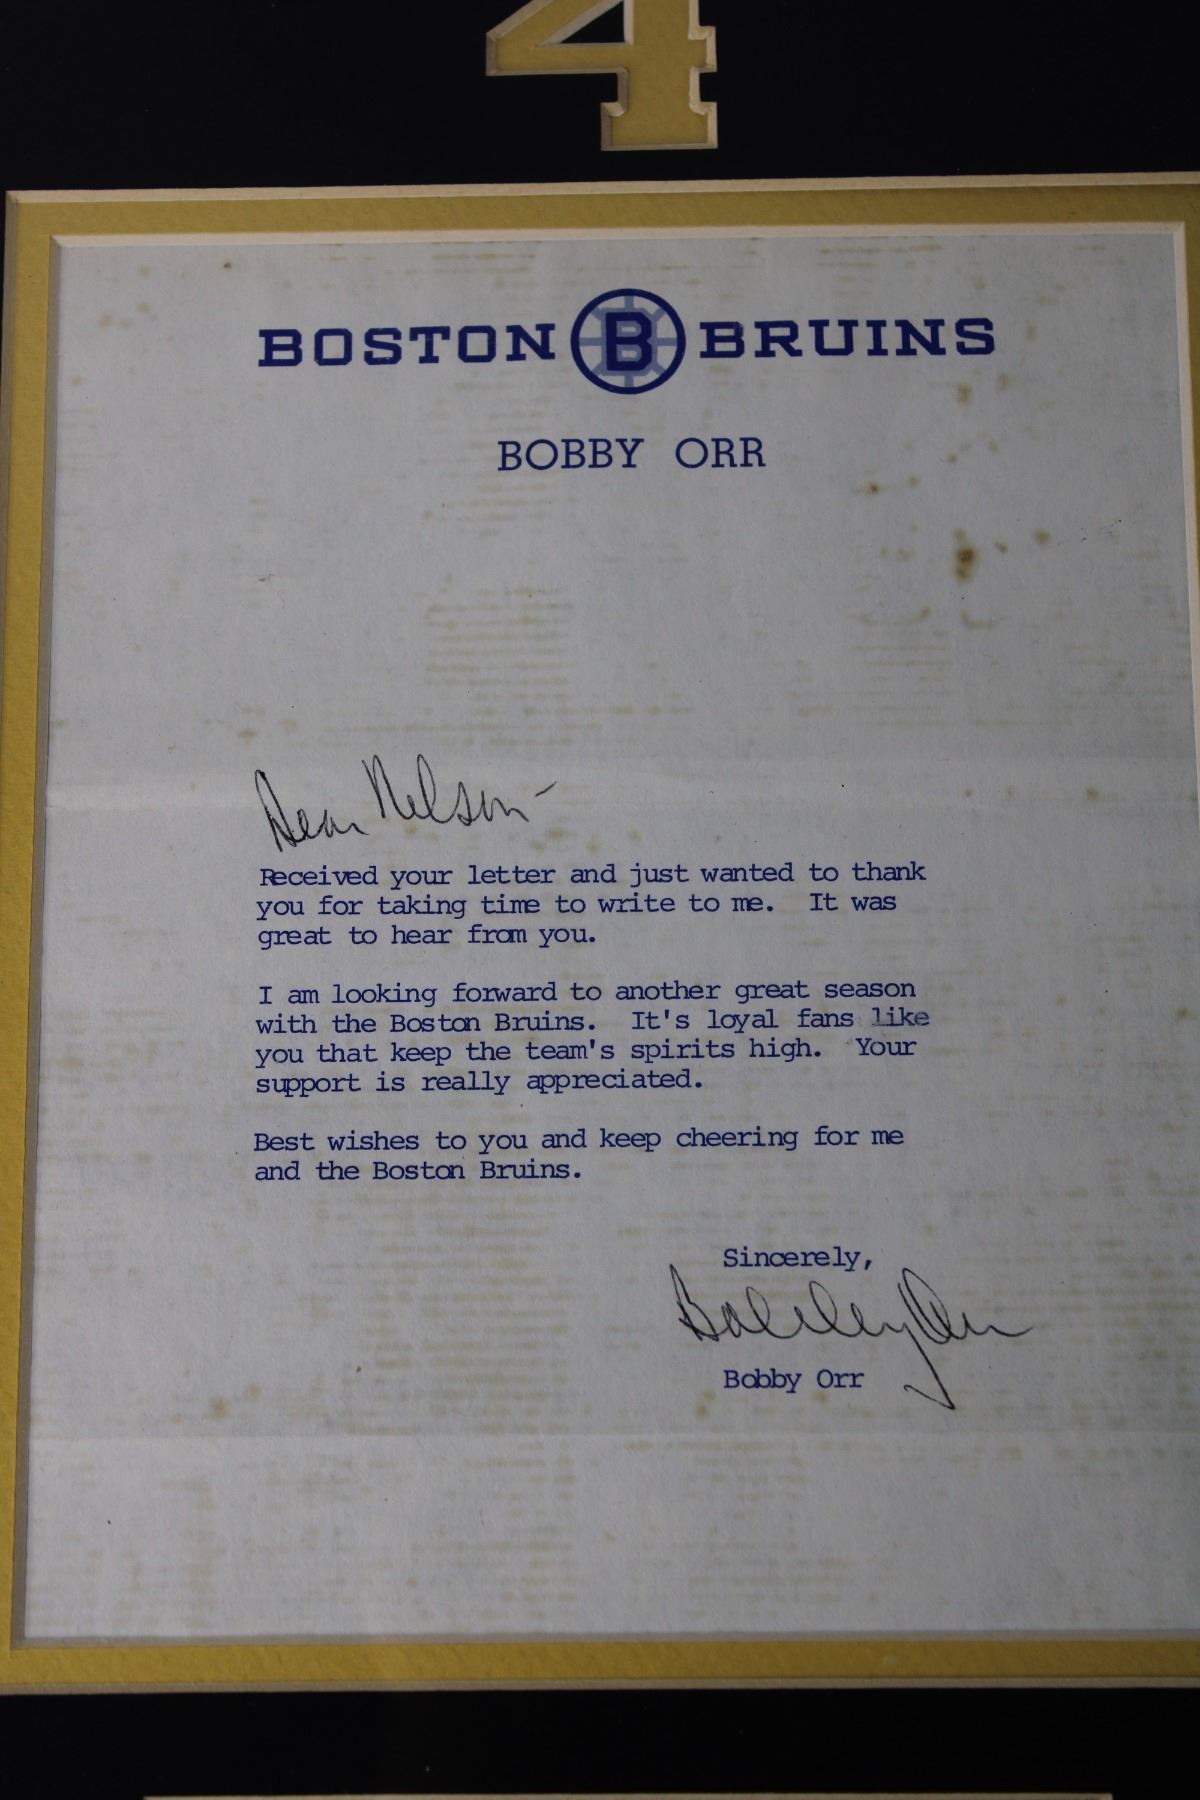 4
BOSTON B BRUINS
BOBBY ORR
Dear Nelson-
Received your letter and just wanted to thank
you for taking time to write to me. It was
great to hear from you.
I am looking forward to another great season
with the Boston Bruins. It's loyal fans like
you that keep the team's spirits high. Your
support is really appreciated.
Best wishes to you and keep cheering for me
and the Boston Bruins.
Sincerely,
Bobby Orr
Bobby Orr